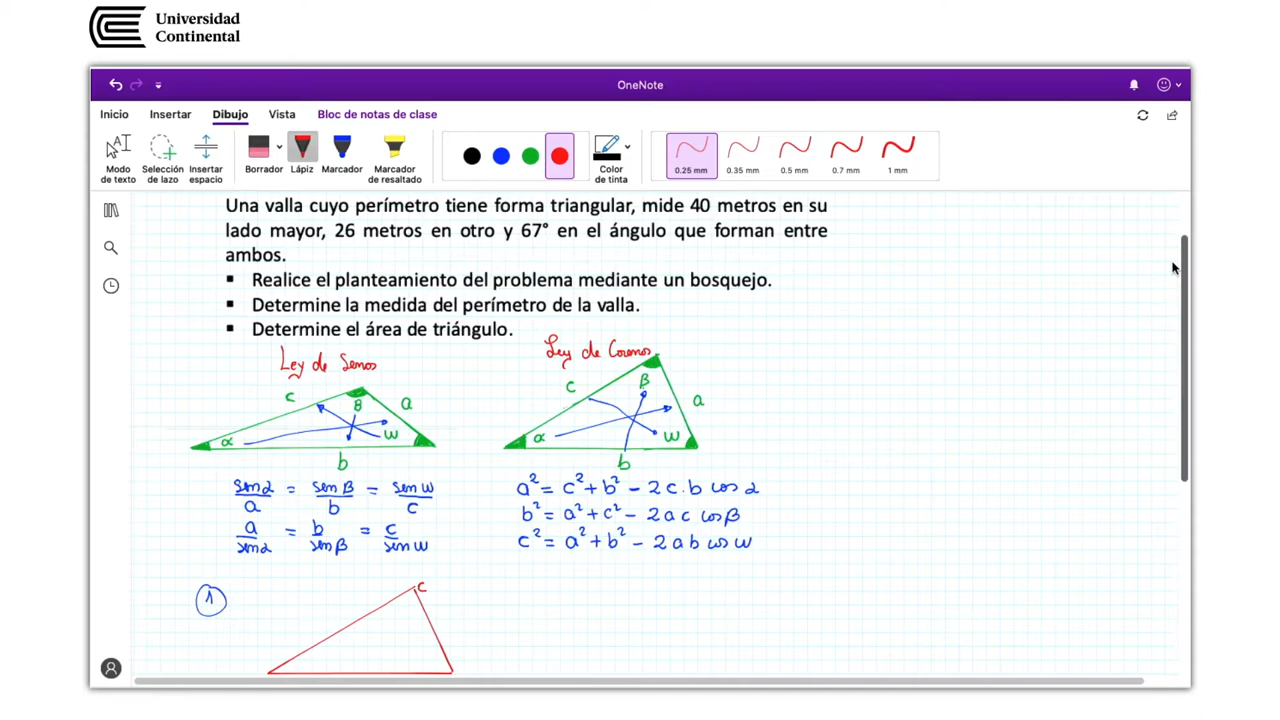 Universidad
Continental
OneNote
Inicio Insertar Dibujo Vista Bloc de notas de clase
Modo de texto
Selección de lazo
Insertar espacio
Borrador
Lápiz
Marcador
Marcador de resaltado
Color de tinta
0.25 mm 0.35 mm 0.5 mm 0.7 mm 1 mm
Una valla cuyo perímetro tiene forma triangular, mide 40 metros en su
lado mayor, 26 metros en otro y 67° en el ángulo que forman entre
ambos.
▪ Realice el planteamiento del problema mediante un bosquejo.
▪ Determine la medida del perímetro de la valla.
▪ Determine el área de triángulo.
Ley de Senos
c β a
α w
b
sen α / a = sen β / b = sen w / c
a / sen α = b / sen β = c / sen w
Ley de Cosenos
c β a
α w
b
a² = c² + b² - 2c.b cos α
b² = a² + c² - 2ac cos β
c² = a² + b² - 2ab cos w
1
C